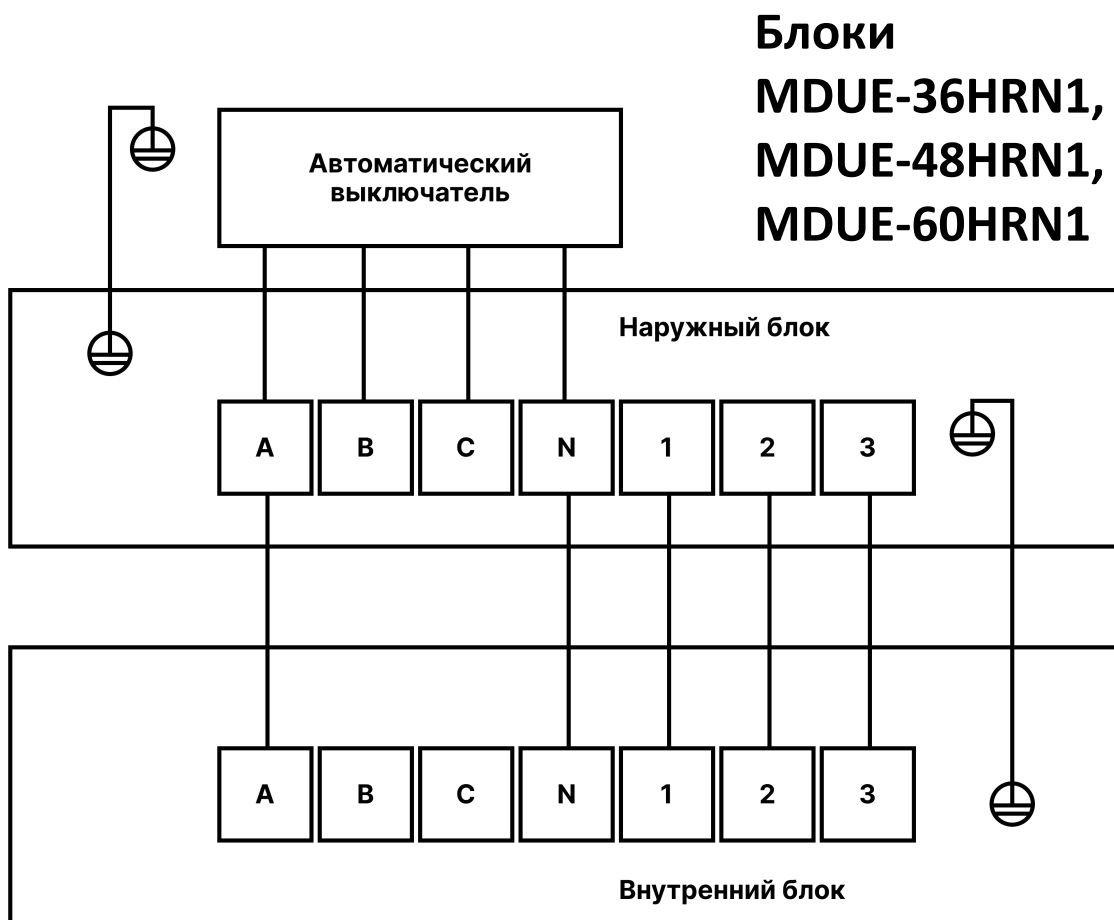 Блоки
MDUE-36HRN1,
MDUE-48HRN1,
MDUE-60HRN1
Автоматический
выключатель
Наружный блок
A B C N 1 2 3
A B C N 1 2 3
Внутренний блок